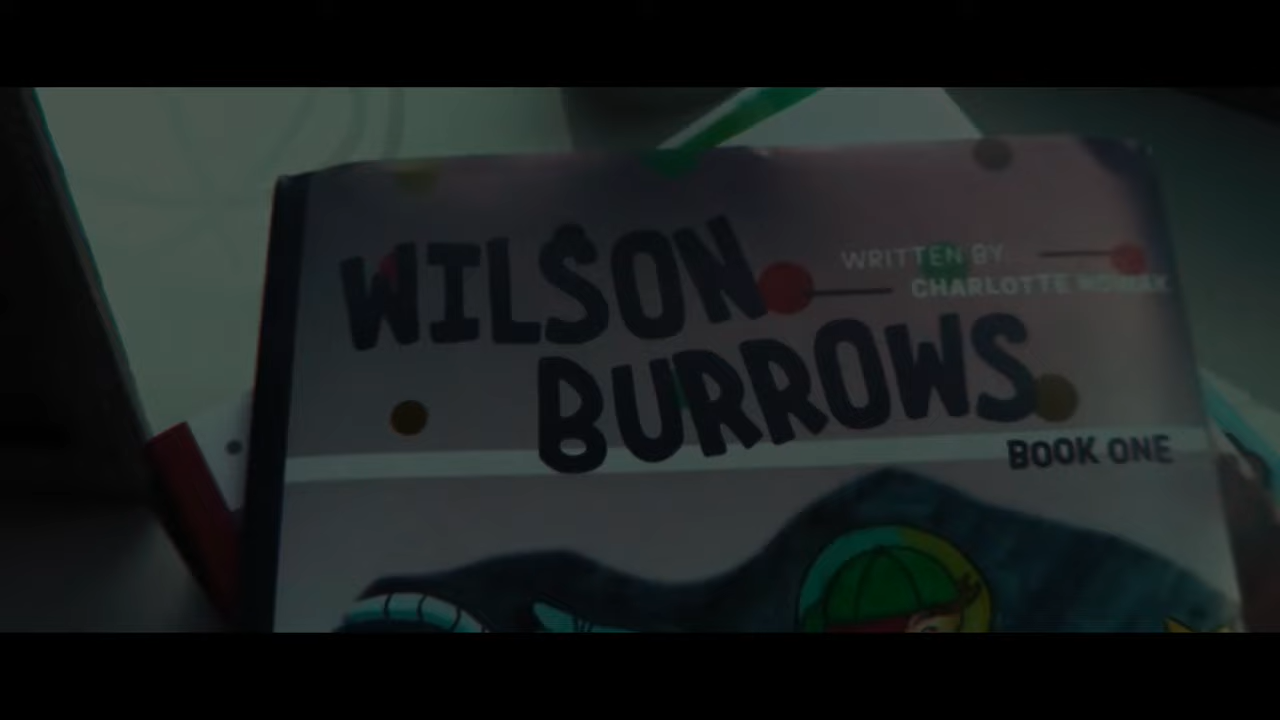 WILSON
BURROWS
WRITTEN BY...
CHARLOTTE
BOOK ONE